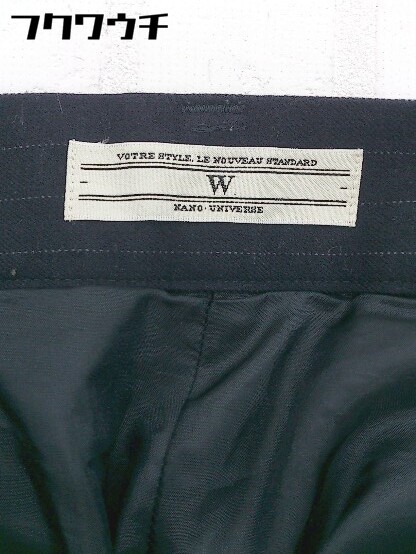 フクワウチ
VOTRE STYLE, LE NOUVEAU STANDARD
W
NANO・UNIVERSE